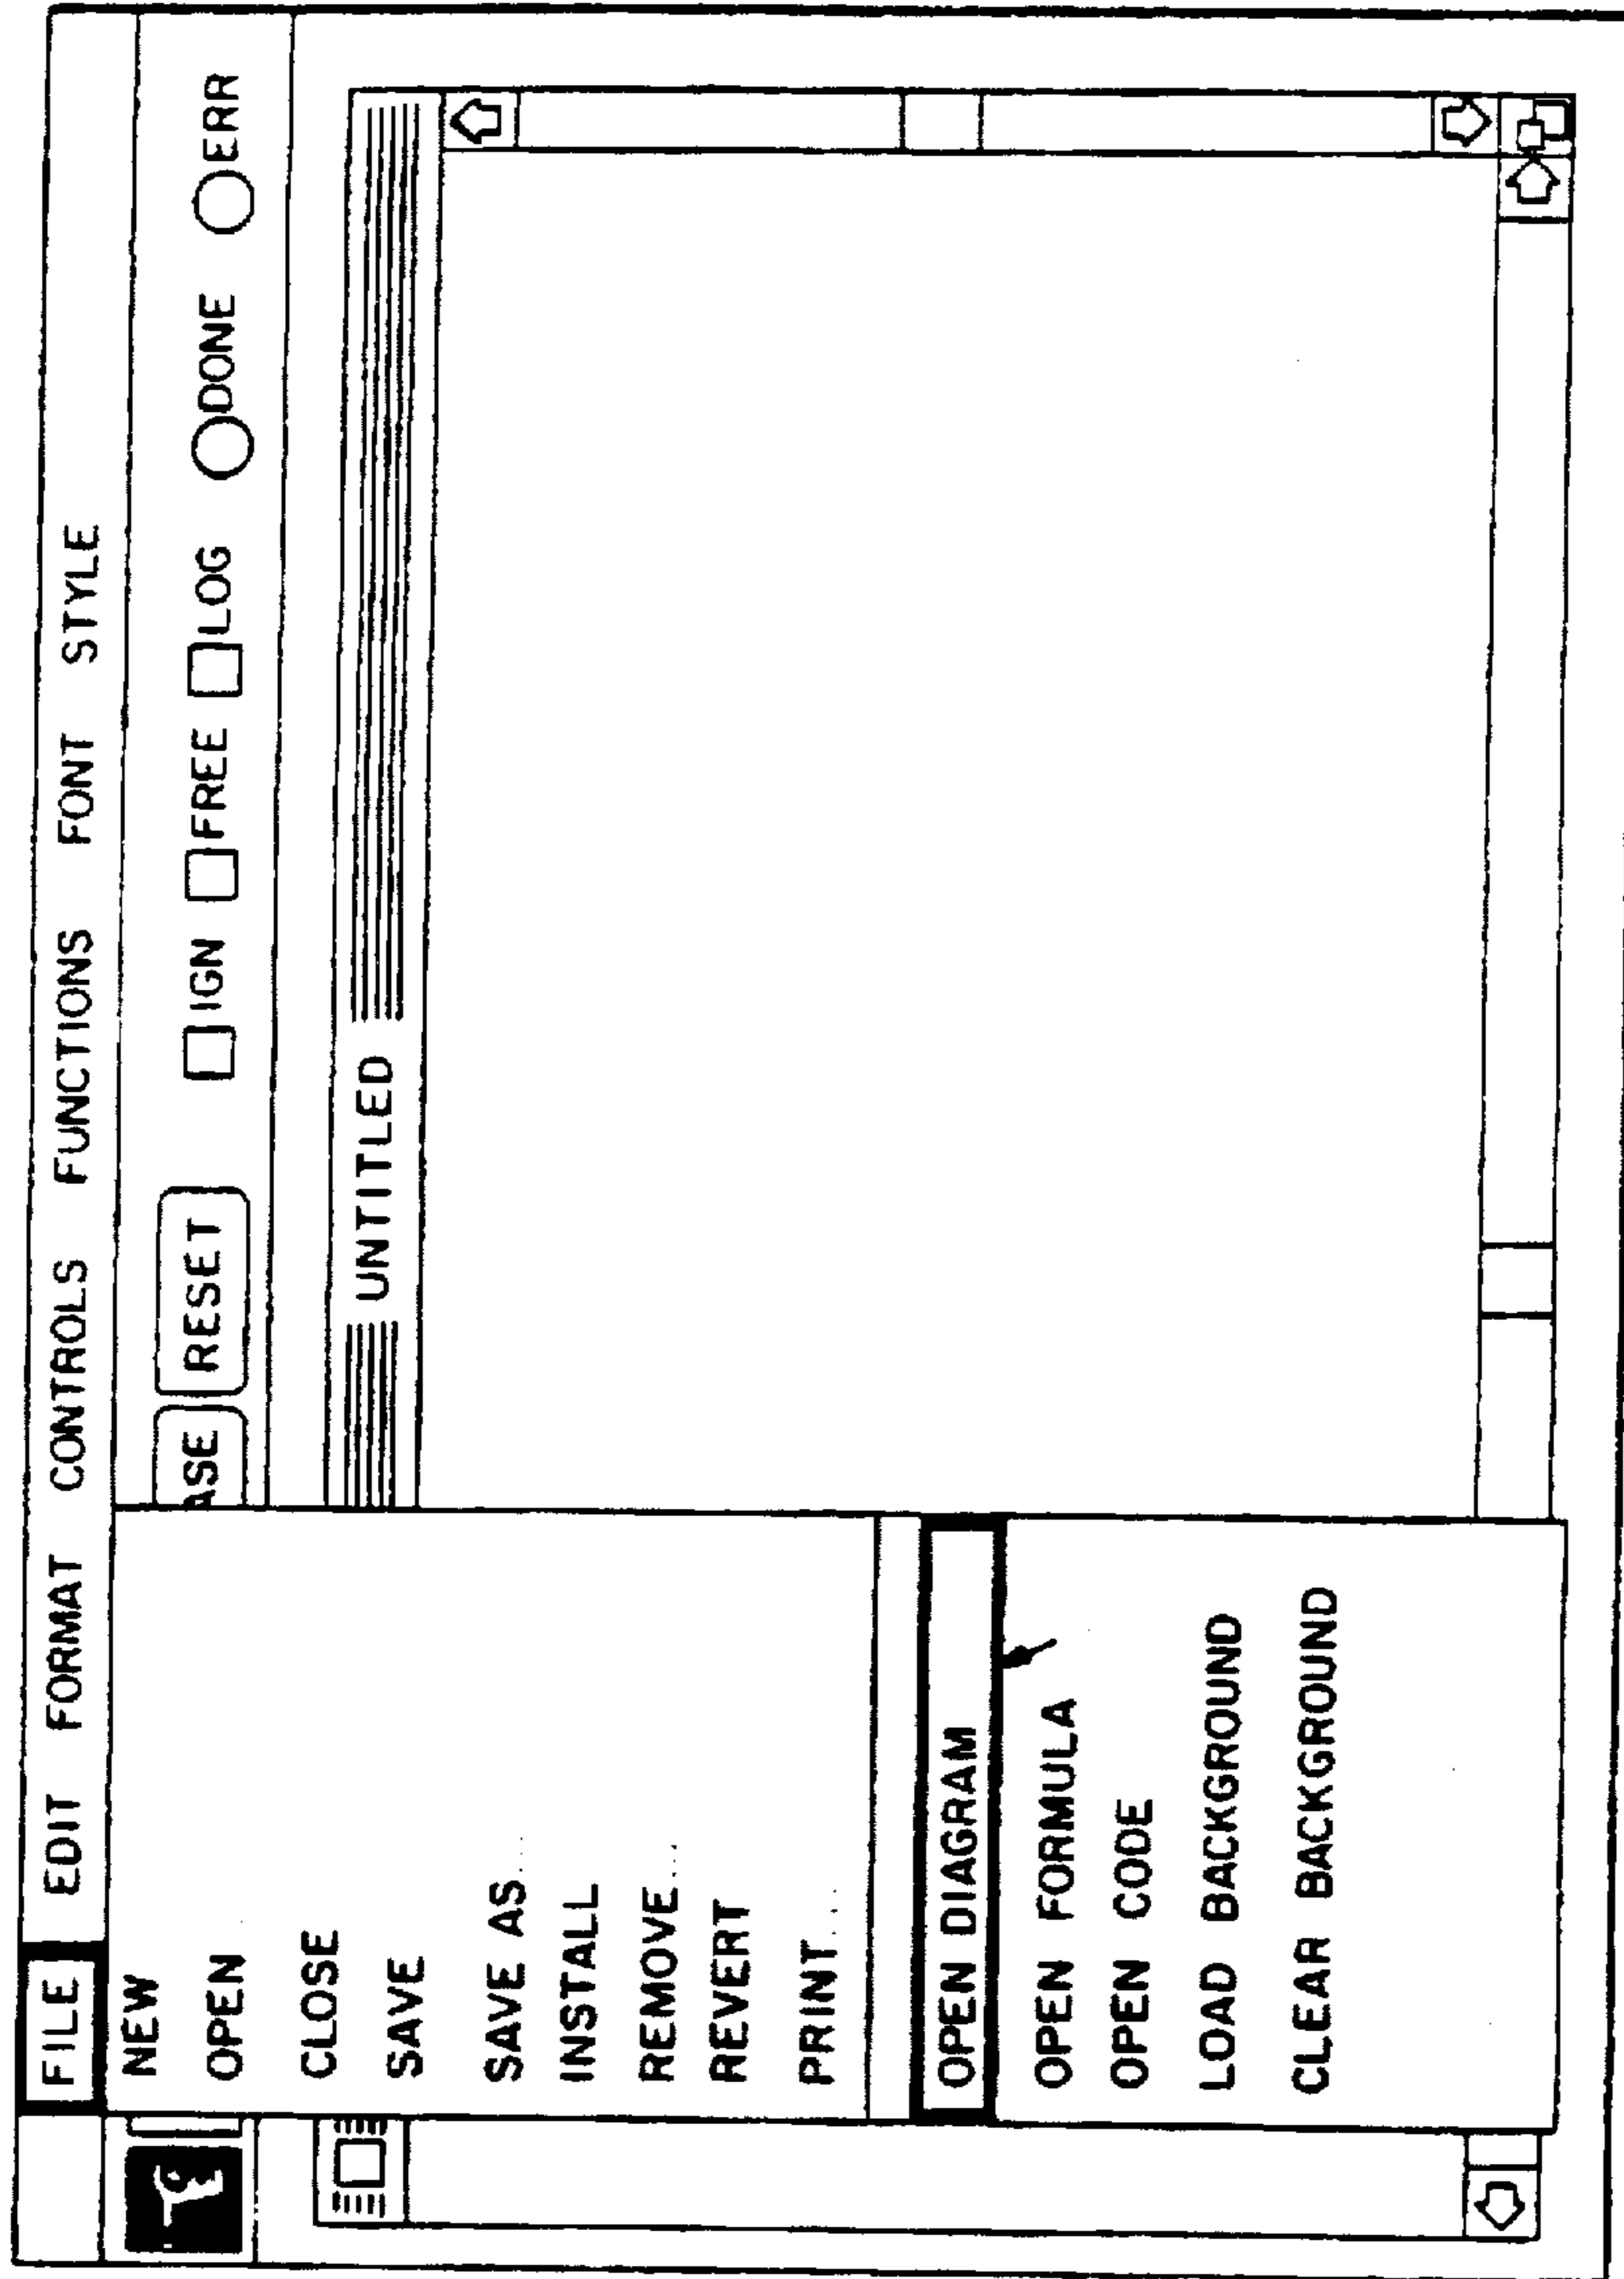 FILE EDIT FORMAT CONTROLS FUNCTIONS FONT STYLE
ASE RESET IGN FREE LOG DONE ERR
UNTITLED
NEW
OPEN
CLOSE
SAVE
SAVE AS...
INSTALL
REMOVE...
REVERT
PRINT...
OPEN DIAGRAM
OPEN FORMULA
OPEN CODE
LOAD BACKGROUND
CLEAR BACKGROUND